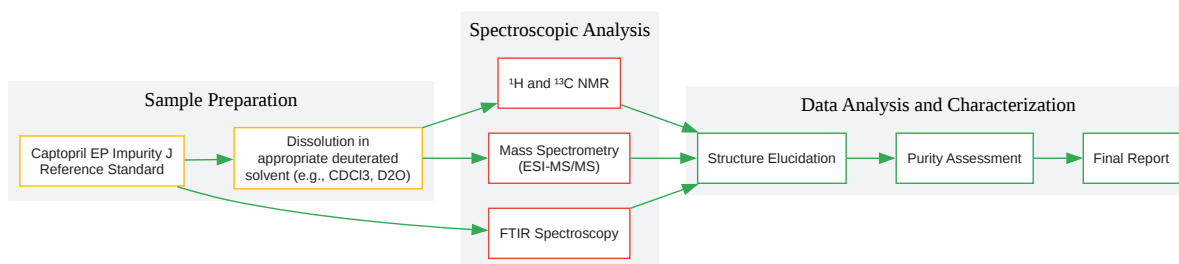 Sample Preparation
Captopril EP Impurity J
Reference Standard
Dissolution in
appropriate deuterated
solvent (e.g., CDCl3, D2O)
Spectroscopic Analysis
¹H and ¹³C NMR
Mass Spectrometry
(ESI-MS/MS)
FTIR Spectroscopy
Data Analysis and Characterization
Structure Elucidation
Purity Assessment
Final Report